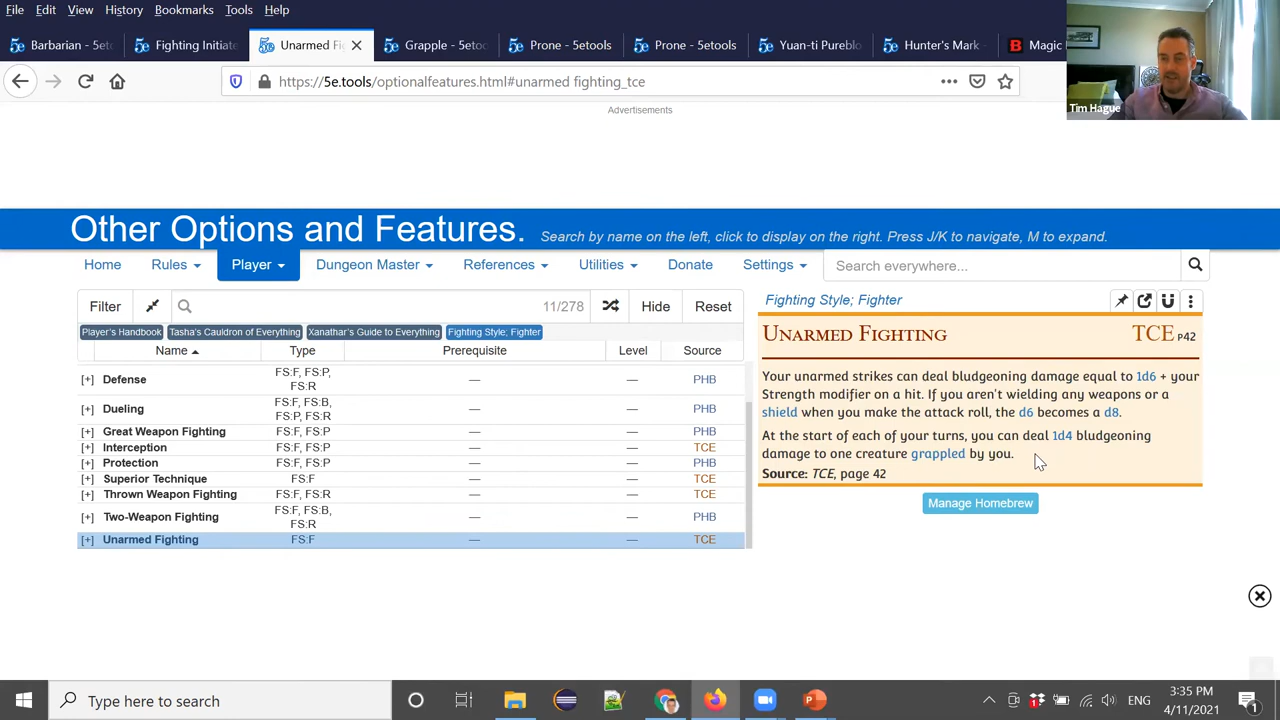 File Edit View History Bookmarks Tools Help
Barbarian - 5et
Fighting Initiate
Unarmed Fi
Grapple - 5etoo
Prone - 5etools
Prone - 5etools
Yuan-ti Pureblo
Hunter's Mark -
Magic
https://5e.tools/optionalfeatures.html#unarmed fighting_tce
Tim Hague
Advertisements
Other Options and Features. Search by name on the left, click to display on the right. Press J/K to navigate, M to expand.
Home Rules Player Dungeon Master References Utilities Donate Settings Search everywhere...
Filter 11/278 Hide Reset
Player's Handbook Tasha's Cauldron of Everything Xanathar's Guide to Everything Fighting Style; Fighter
Name Type Prerequisite Level Source
[+] Defense FS:F, FS:P, FS:R — — PHB
[+] Dueling FS:F, FS:B, FS:P, FS:R — — PHB
[+] Great Weapon Fighting FS:F, FS:P — — PHB
[+] Interception FS:F, FS:P — — TCE
[+] Protection FS:F, FS:P — — PHB
[+] Superior Technique FS:F — — TCE
[+] Thrown Weapon Fighting FS:F, FS:R — — TCE
[+] Two-Weapon Fighting FS:F, FS:B, FS:R — — PHB
[+] Unarmed Fighting FS:F — — TCE
Fighting Style; Fighter
Unarmed Fighting TCE P42
Your unarmed strikes can deal bludgeoning damage equal to 1d6 + your
Strength modifier on a hit. If you aren't wielding any weapons or a
shield when you make the attack roll, the d6 becomes a d8.
At the start of each of your turns, you can deal 1d4 bludgeoning
damage to one creature grappled by you.
Source: TCE, page 42
Manage Homebrew
Type here to search
ENG
3:35 PM
4/11/2021